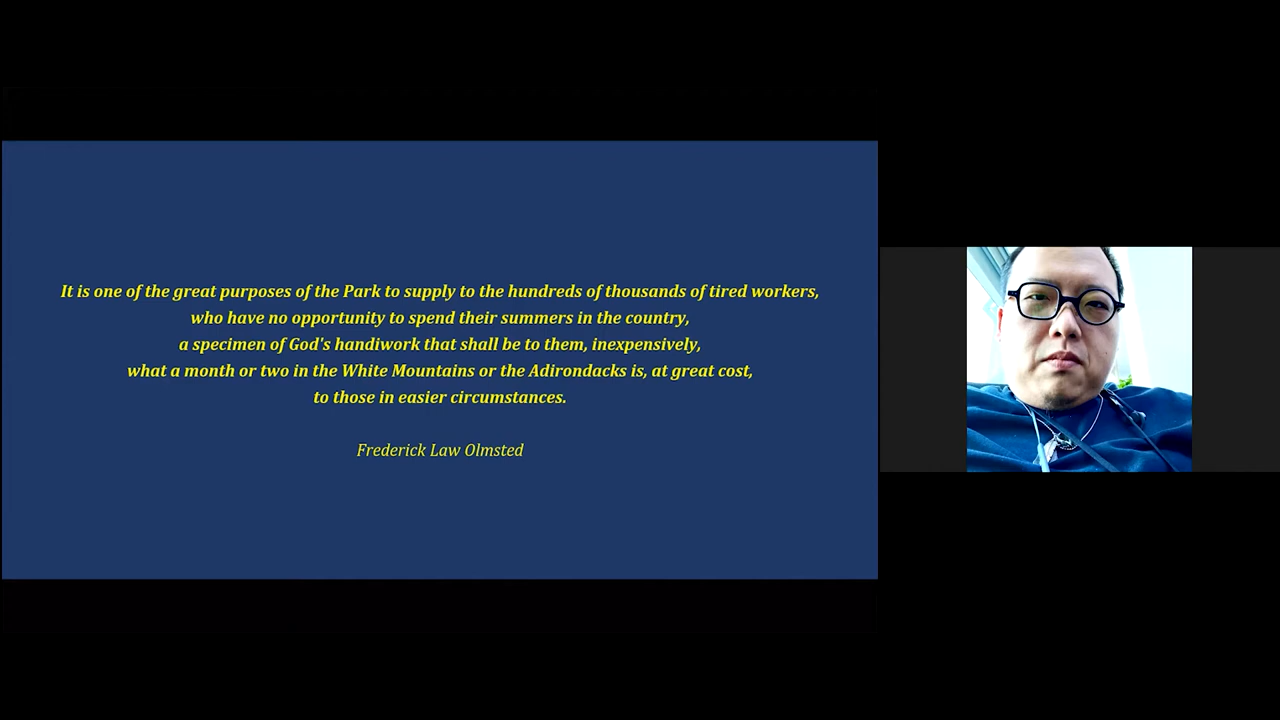 It is one of the great purposes of the Park to supply to the hundreds of thousands of tired workers,
who have no opportunity to spend their summers in the country,
a specimen of God's handiwork that shall be to them, inexpensively,
what a month or two in the White Mountains or the Adirondacks is, at great cost,
to those in easier circumstances.
Frederick Law Olmsted